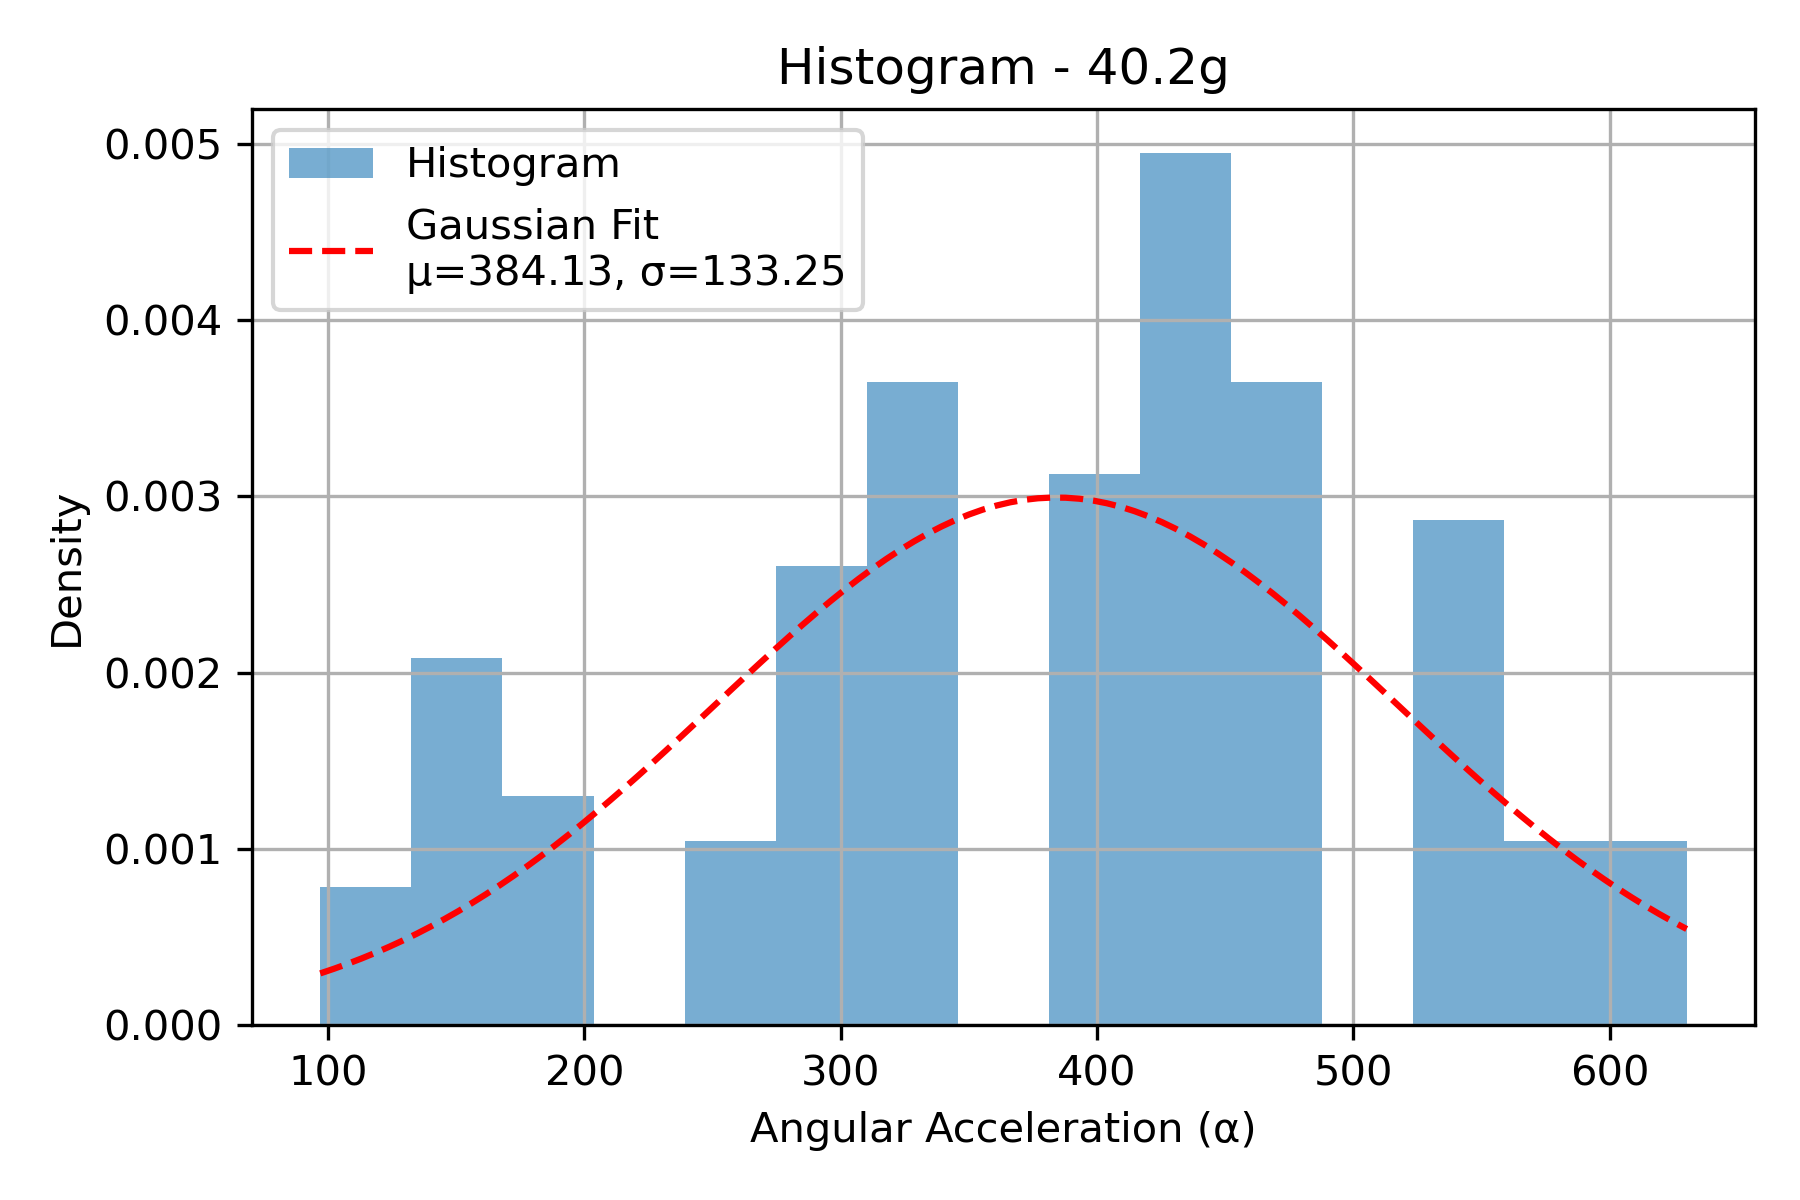 Histogram - 40.2g
Histogram
Gaussian Fit
μ=384.13, σ=133.25
Density
0.005
0.004
0.003
0.002
0.001
0.000
100 200 300 400 500 600
Angular Acceleration (α)